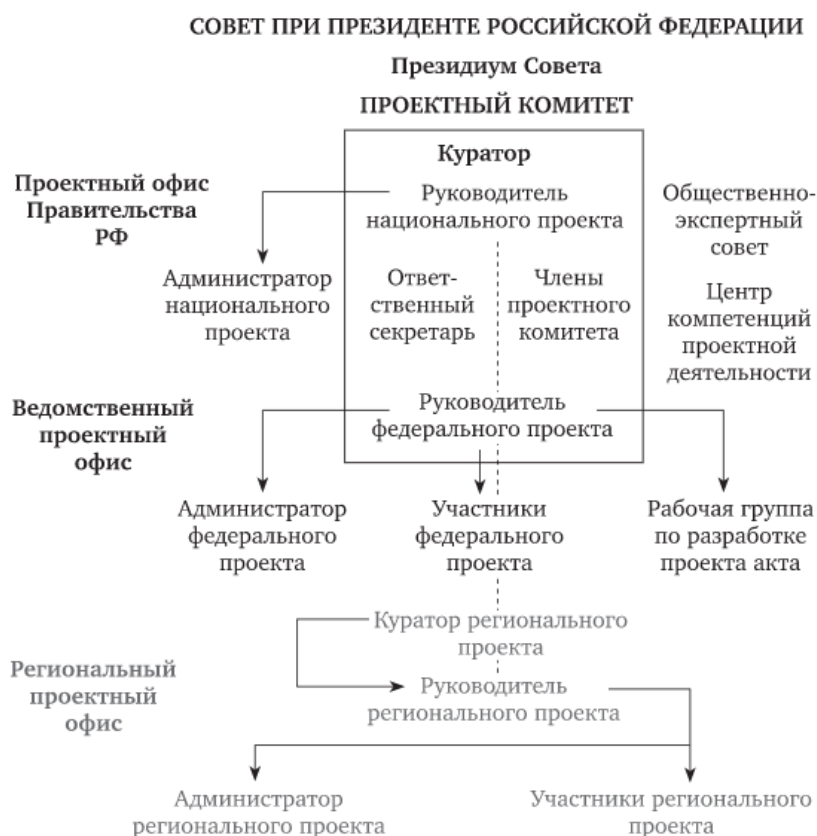 СОВЕТ ПРИ ПРЕЗИДЕНТЕ РОССИЙСКОЙ ФЕДЕРАЦИИ
Президиум Совета
ПРОЕКТНЫЙ КОМИТЕТ
Куратор
Проектный офис
Правительства
РФ
Руководитель
национального проекта
Общественно-
экспертный
совет
Администратор
национального
проекта
Ответ-
ственный
секретарь
Члены
проектного
комитета
Центр
компетенций
проектной
деятельности
Ведомственный
проектный
офис
Руководитель
федерального проекта
Администратор
федерального
проекта
Участники
федерального
проекта
Рабочая группа
по разработке
проекта акта
Куратор регионального
проекта
Региональный
проектный
офис
Руководитель
регионального проекта
Администратор
регионального проекта
Участники регионального
проекта